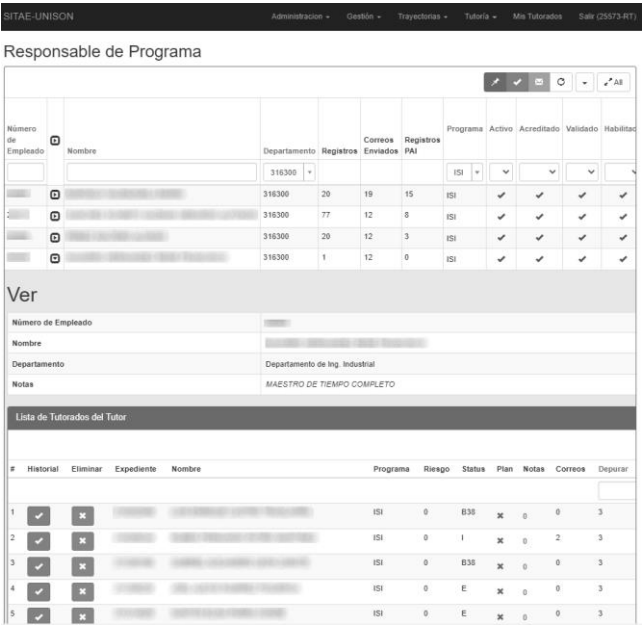 SITAE-UNISON Administracion Gestión Trayectorias Tutoría Mis Tutorados Salir (25573-RT)
Responsable de Programa
All
Número de Empleado Nombre Departamento Registros Correos Enviados Registros PAI Programa Activo Acreditado Validado Habilitac
316300 ISI
316300 20 19 15 ISI
316300 77 12 8 ISI
316300 20 12 3 ISI
316300 1 12 0 ISI
Ver
Número de Empleado
Nombre
Departamento Departamento de Ing. Industrial
Notas MAESTRO DE TIEMPO COMPLETO
Lista de Tutorados del Tutor
# Historial Eliminar Expediente Nombre Programa Riesgo Status Plan Notas Correos Depurar
1 ISI 0 B38 0 0 3
2 ISI 0 I 0 2 3
3 ISI 0 B38 0 0 3
4 ISI 0 E 0 0 3
5 ISI 0 E 0 0 3